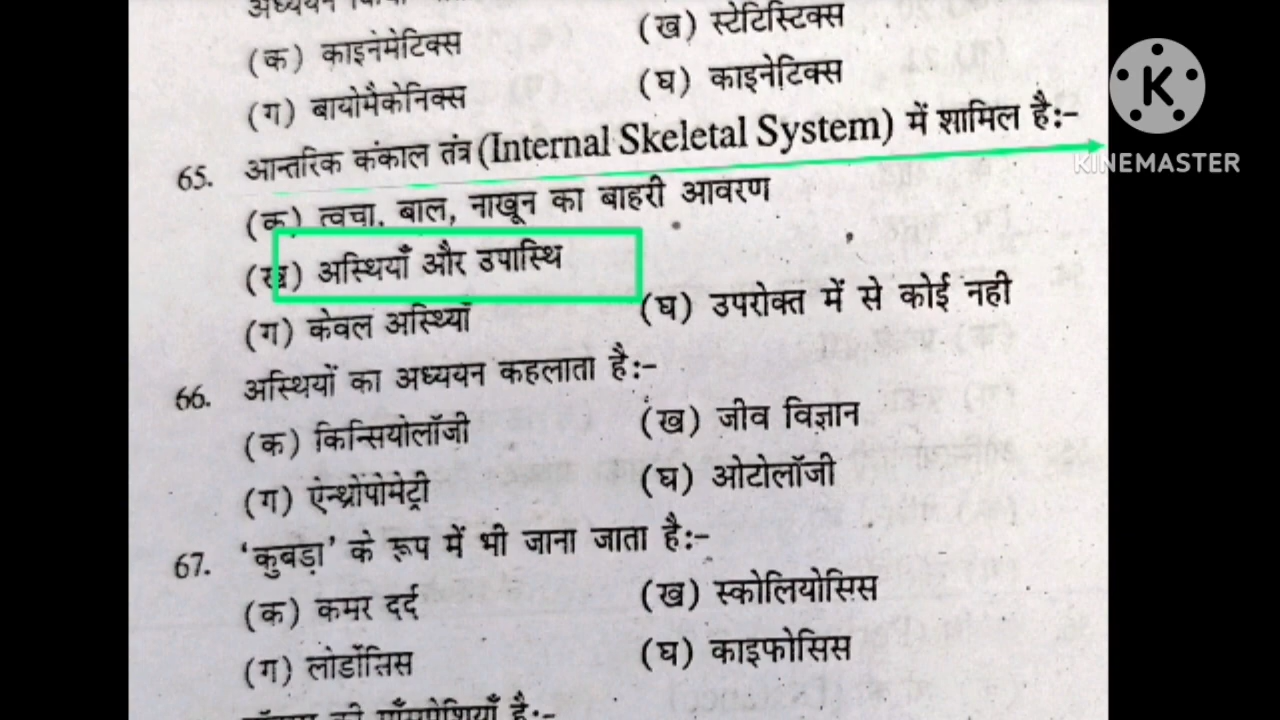 (क) काइनेमेटिक्स (ख) स्टेटिस्टिक्स
(ग) बायोमैकेनिक्स (घ) काइनेटिक्स
65. आन्तरिक कंकाल तंत्र (Internal Skeletal System) में शामिल है:-
(क) त्वचा, बाल, नाखून का बाहरी आवरण
(ख) अस्थियाँ और उपास्थि
(ग) केवल अस्थियाँ (घ) उपरोक्त में से कोई नही
66. अस्थियों का अध्ययन कहलाता है:-
(क) किन्सियोलॉजी (ख) जीव विज्ञान
(ग) ऐन्थ्रोंपोमेट्री (घ) ओटोलॉजी
67. 'कुबड़ा' के रूप में भी जाना जाता है:-
(क) कमर दर्द (ख) स्कोलियोसिस
(ग) लोर्डोसिस (घ) काइफोसिस
K
KINEMASTER